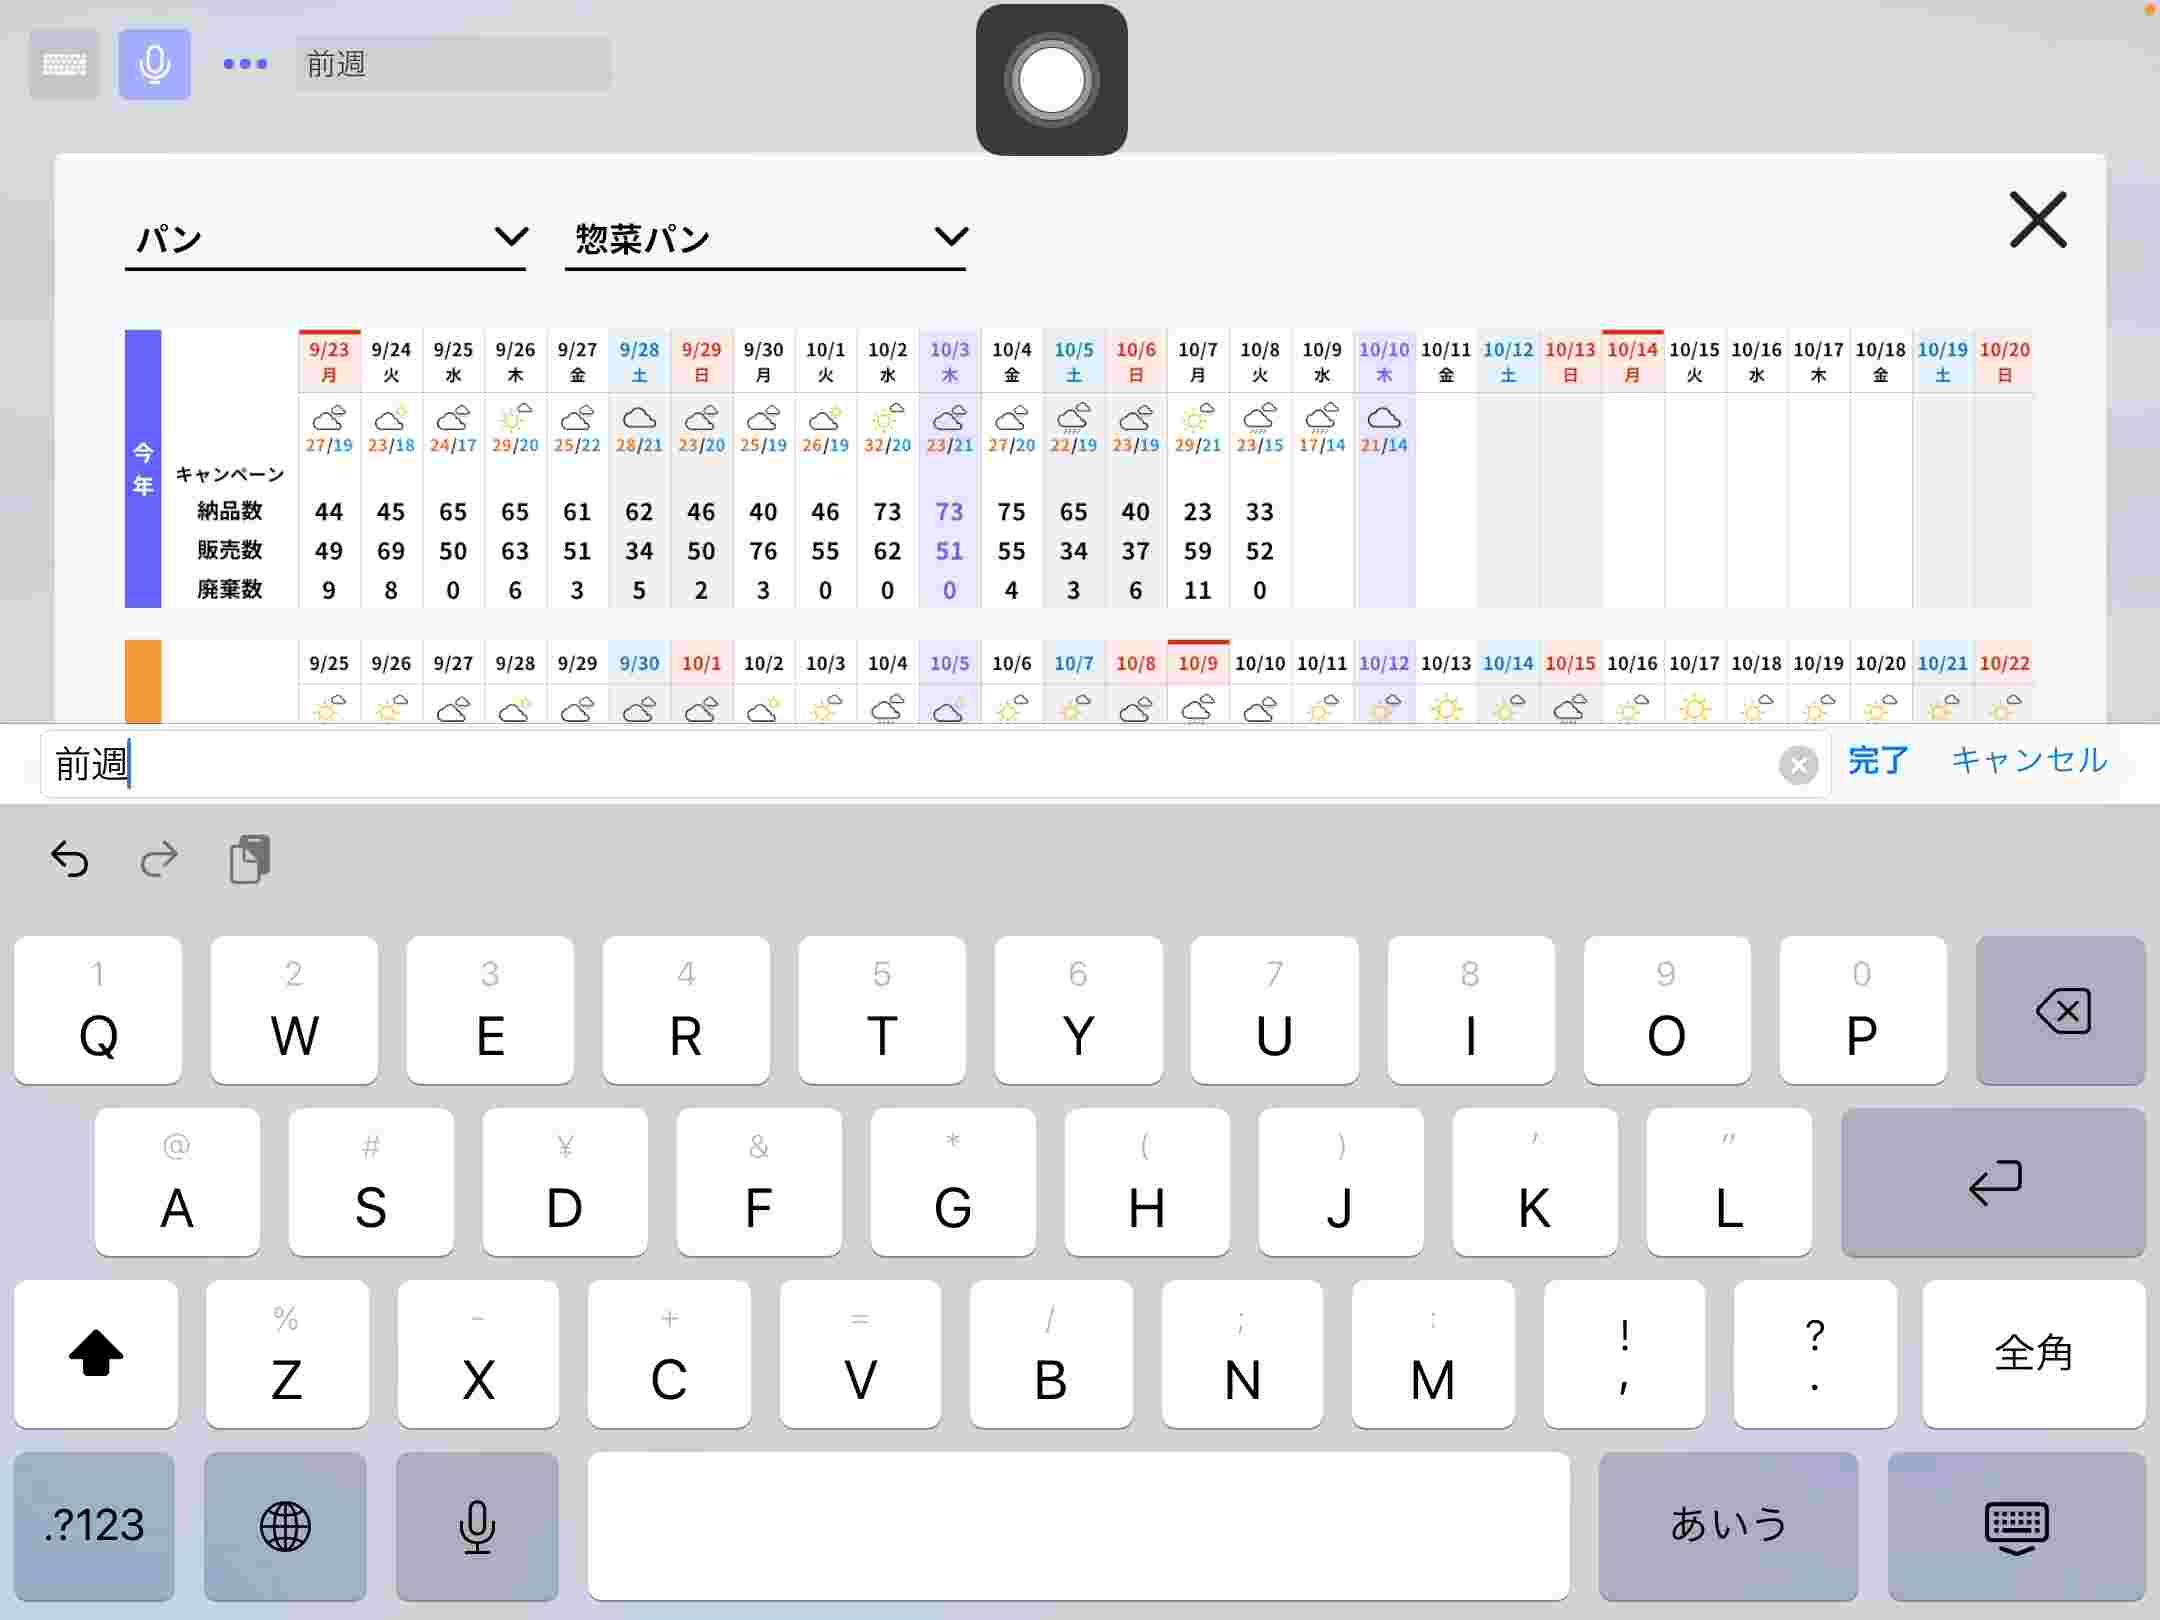 前週
パン
惣菜パン
今年
9/23 9/24 9/25 9/26 9/27 9/28 9/29 9/30 10/1 10/2 10/3 10/4 10/5 10/6 10/7 10/8 10/9 10/10 10/11 10/12 10/13 10/14 10/15 10/16 10/17 10/18 10/19 10/20
月 火 水 木 金 土 日 月 火 水 木 金 土 日 月 火 水 木 金 土 日 月 火 水 木 金 土 日
27/19 23/18 24/17 29/20 25/22 28/21 23/20 25/19 26/19 32/20 23/21 27/20 22/19 23/19 29/21 23/15 17/14 21/14
キャンペーン
納品数 44 45 65 65 61 62 46 40 46 73 73 75 65 40 23 33
販売数 49 69 50 63 51 34 50 76 55 62 51 55 34 37 59 52
廃棄数 9 8 0 6 3 5 2 3 0 0 0 4 3 6 11 0
9/25 9/26 9/27 9/28 9/29 9/30 10/1 10/2 10/3 10/4 10/5 10/6 10/7 10/8 10/9 10/10 10/11 10/12 10/13 10/14 10/15 10/16 10/17 10/18 10/19 10/20 10/21 10/22
前週
完了 キャンセル
1 2 3 4 5 6 7 8 9 0
Q W E R T Y U I O P
@ # ¥ & * ( ) ' "
A S D F G H J K L
% - + = / ; : ! ?
Z X C V B N M , . 全角
.?123 あいう